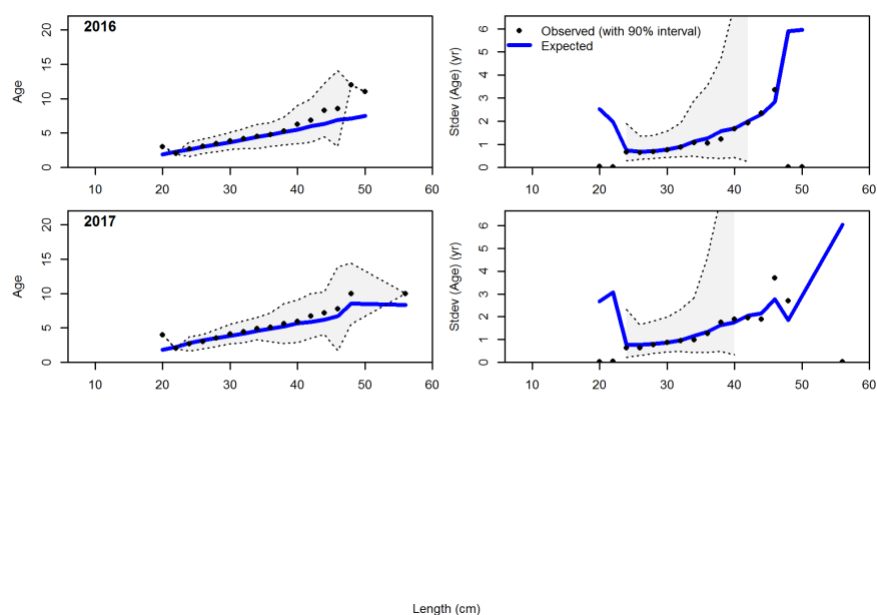 2016
Age
0 5 10 15 20
10 20 30 40 50 60
Observed (with 90% interval)
Expected
Stdev (Age) (yr)
0 1 2 3 4 5 6
10 20 30 40 50 60
2017
Age
0 5 10 15 20
10 20 30 40 50 60
Stdev (Age) (yr)
0 1 2 3 4 5 6
10 20 30 40 50 60
Length (cm)